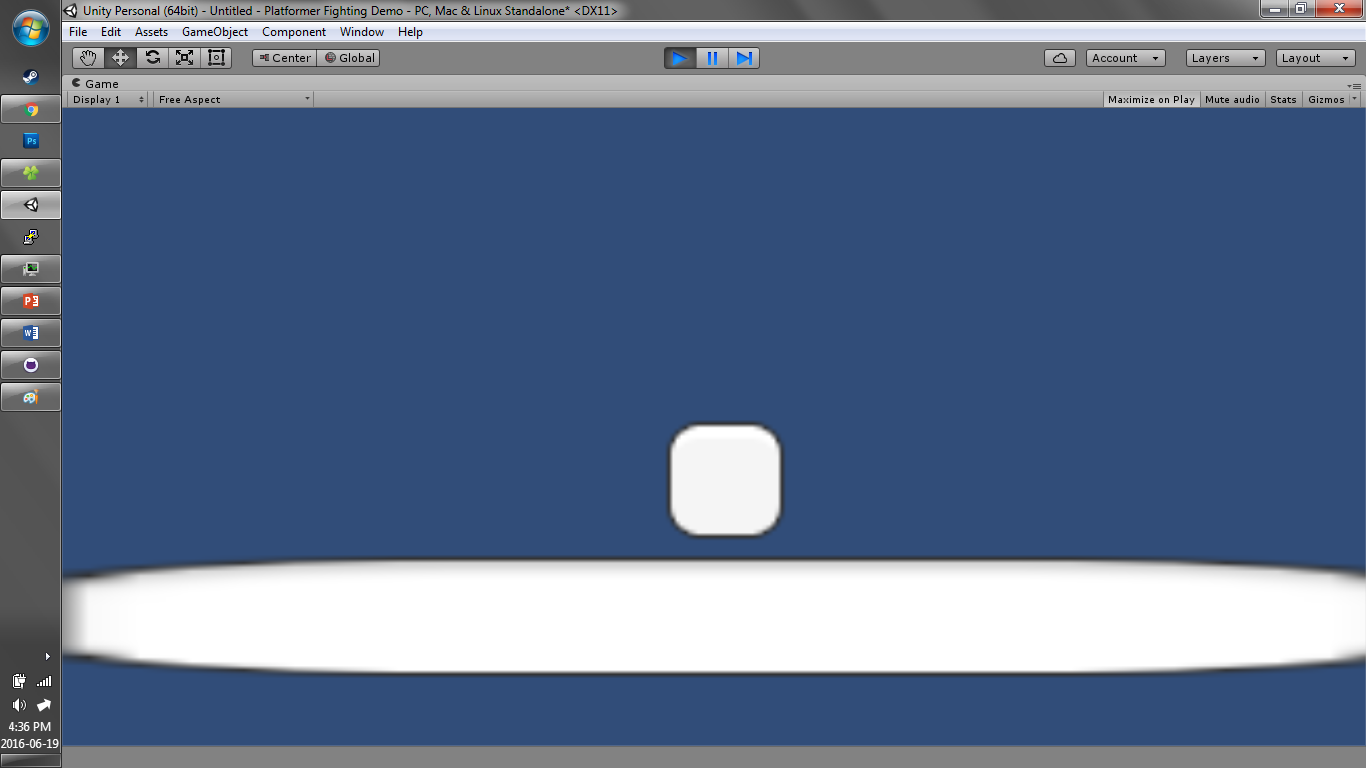 Unity Personal (64bit) - Untitled - Platformer Fighting Demo - PC, Mac & Linux Standalone* <DX11>
File Edit Assets GameObject Component Window Help
Center Global Account Layers Layout
Game
Display 1 Free Aspect Maximize on Play Mute audio Stats Gizmos
Ps
P
W
4:36 PM
2016-06-19